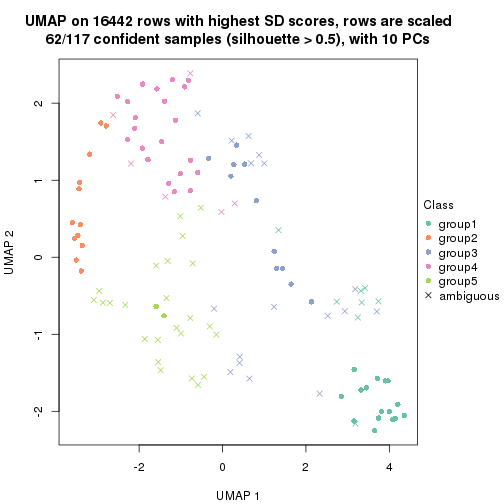 UMAP on 16442 rows with highest SD scores, rows are scaled
62/117 confident samples (silhouette > 0.5), with 10 PCs
UMAP 2
2
1
0
-1
-2
-2
0
2
4
UMAP 1
Class
group1
group2
group3
group4
group5
ambiguous